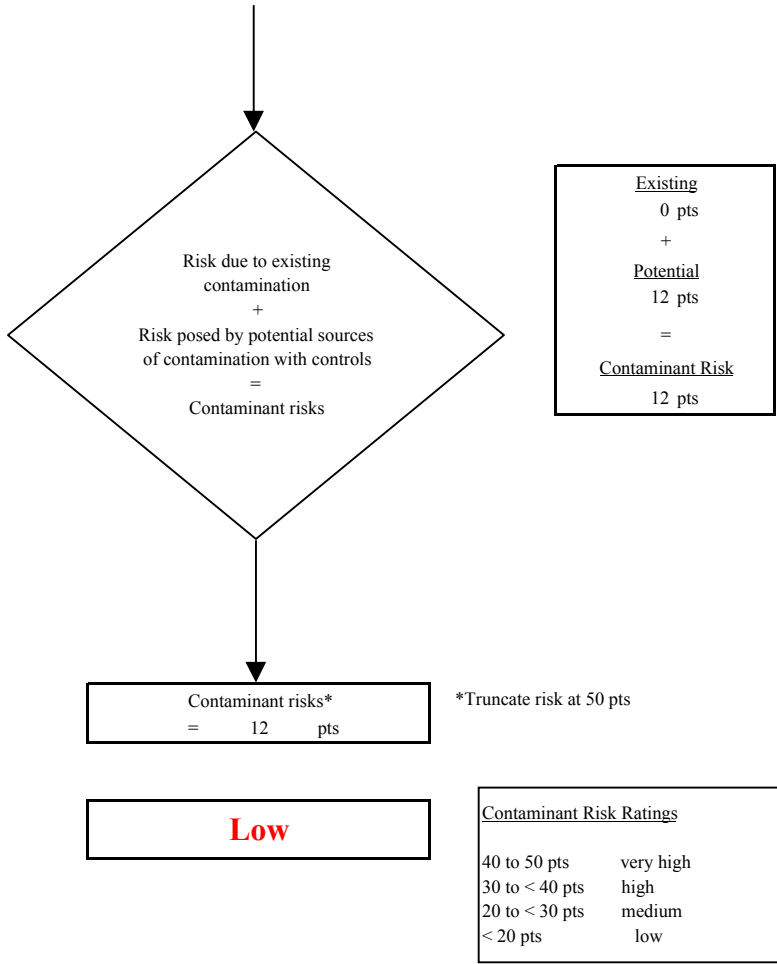 Risk due to existing
contamination
+
Risk posed by potential sources
of contamination with controls
=
Contaminant risks
Existing
0 pts
+
Potential
12 pts
=
Contaminant Risk
12 pts
Contaminant risks*
= 12 pts
*Truncate risk at 50 pts
Low
Contaminant Risk Ratings
40 to 50 pts very high
30 to < 40 pts high
20 to < 30 pts medium
< 20 pts low